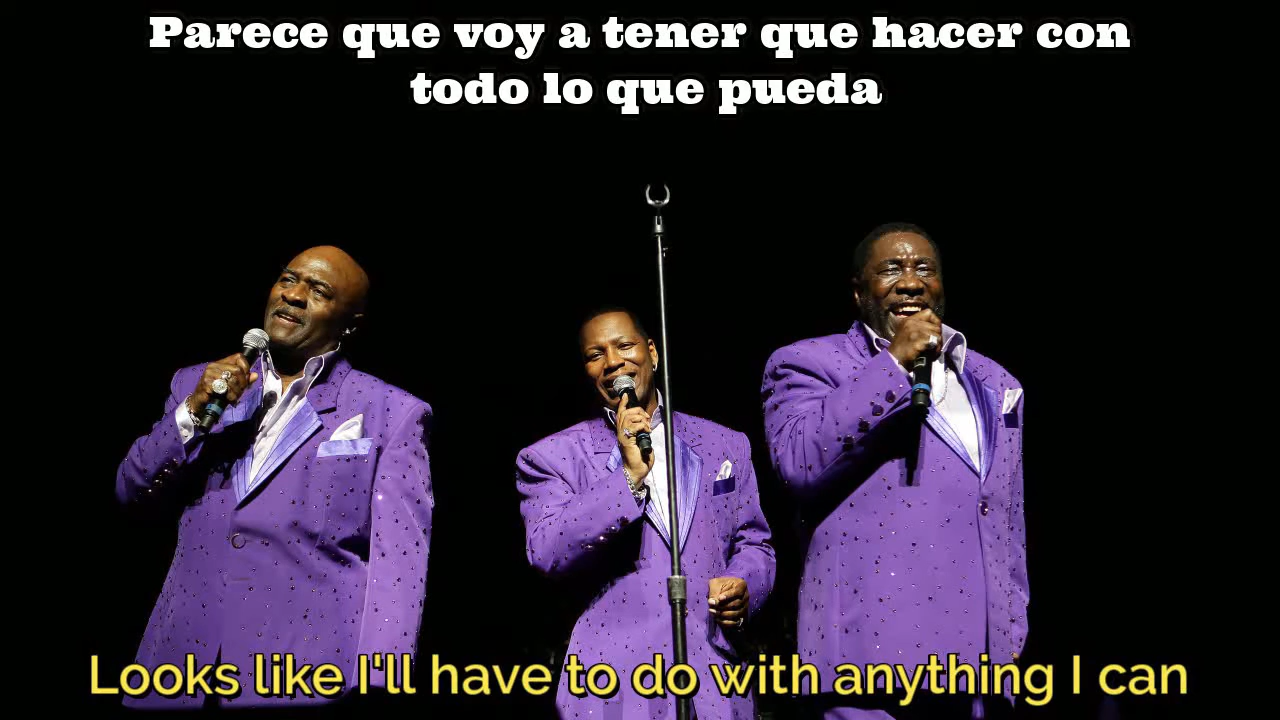 Parece que voy a tener que hacer con
todo lo que pueda
Looks like I'll have to do with anything I can